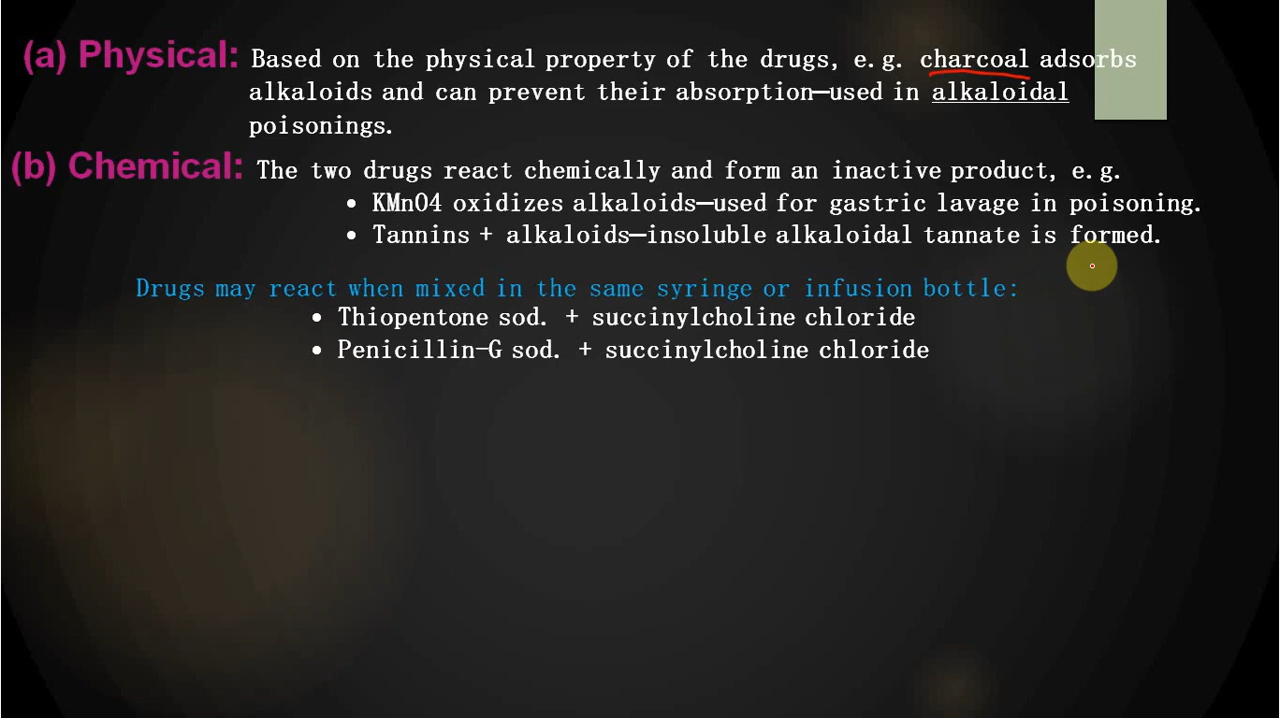 (a) Physical: Based on the physical property of the drugs, e.g. charcoal adsorbs
alkaloids and can prevent their absorption—used in alkaloidal
poisonings.
(b) Chemical: The two drugs react chemically and form an inactive product, e.g.
• KMnO4 oxidizes alkaloids—used for gastric lavage in poisoning.
• Tannins + alkaloids—insoluble alkaloidal tannate is formed.
Drugs may react when mixed in the same syringe or infusion bottle:
• Thiopentone sod. + succinylcholine chloride
• Penicillin-G sod. + succinylcholine chloride